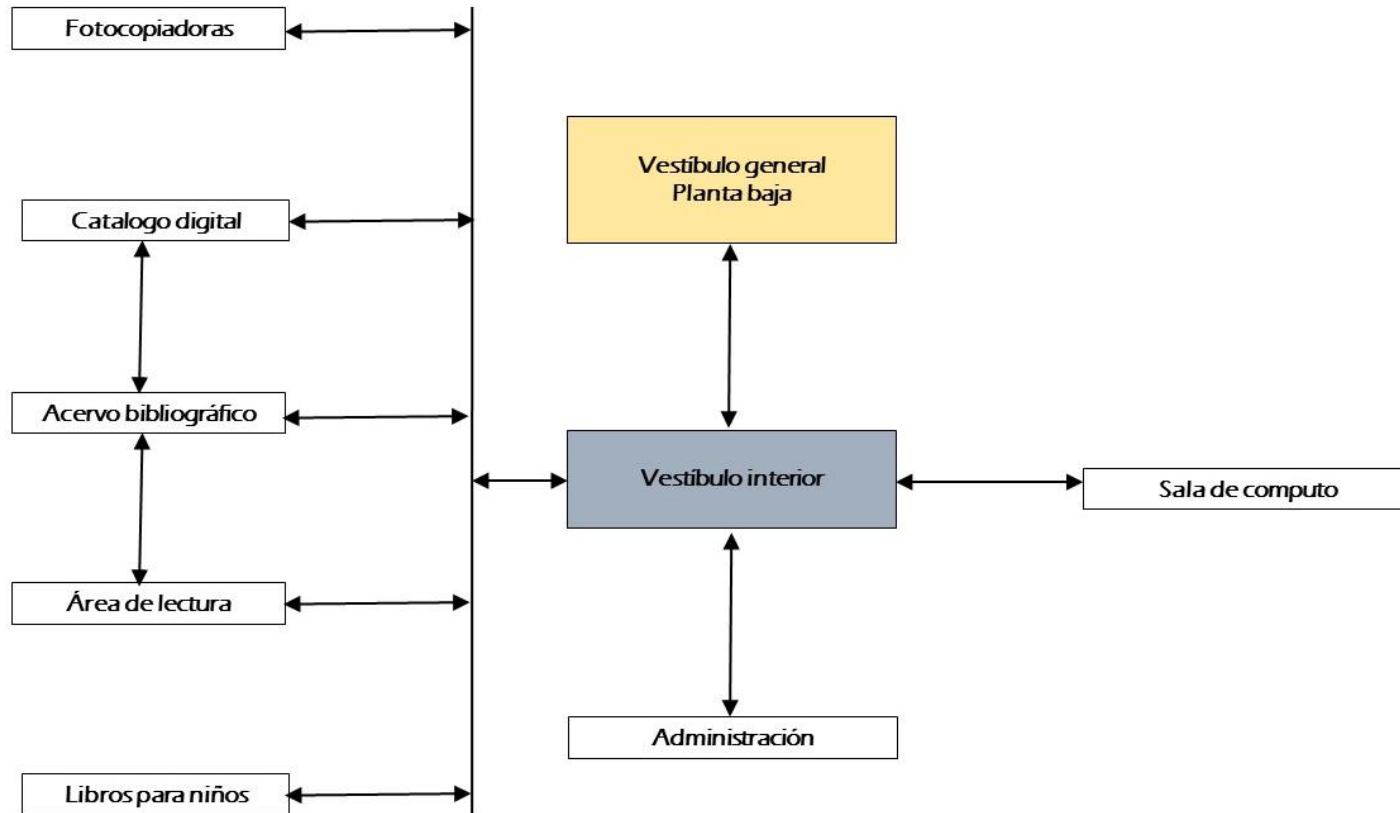 Fotocopiadoras
Vestíbulo general
Planta baja
Catalogo digital
Acervo bibliográfico
Vestíbulo interior
Sala de computo
Área de lectura
Administración
Libros para niños